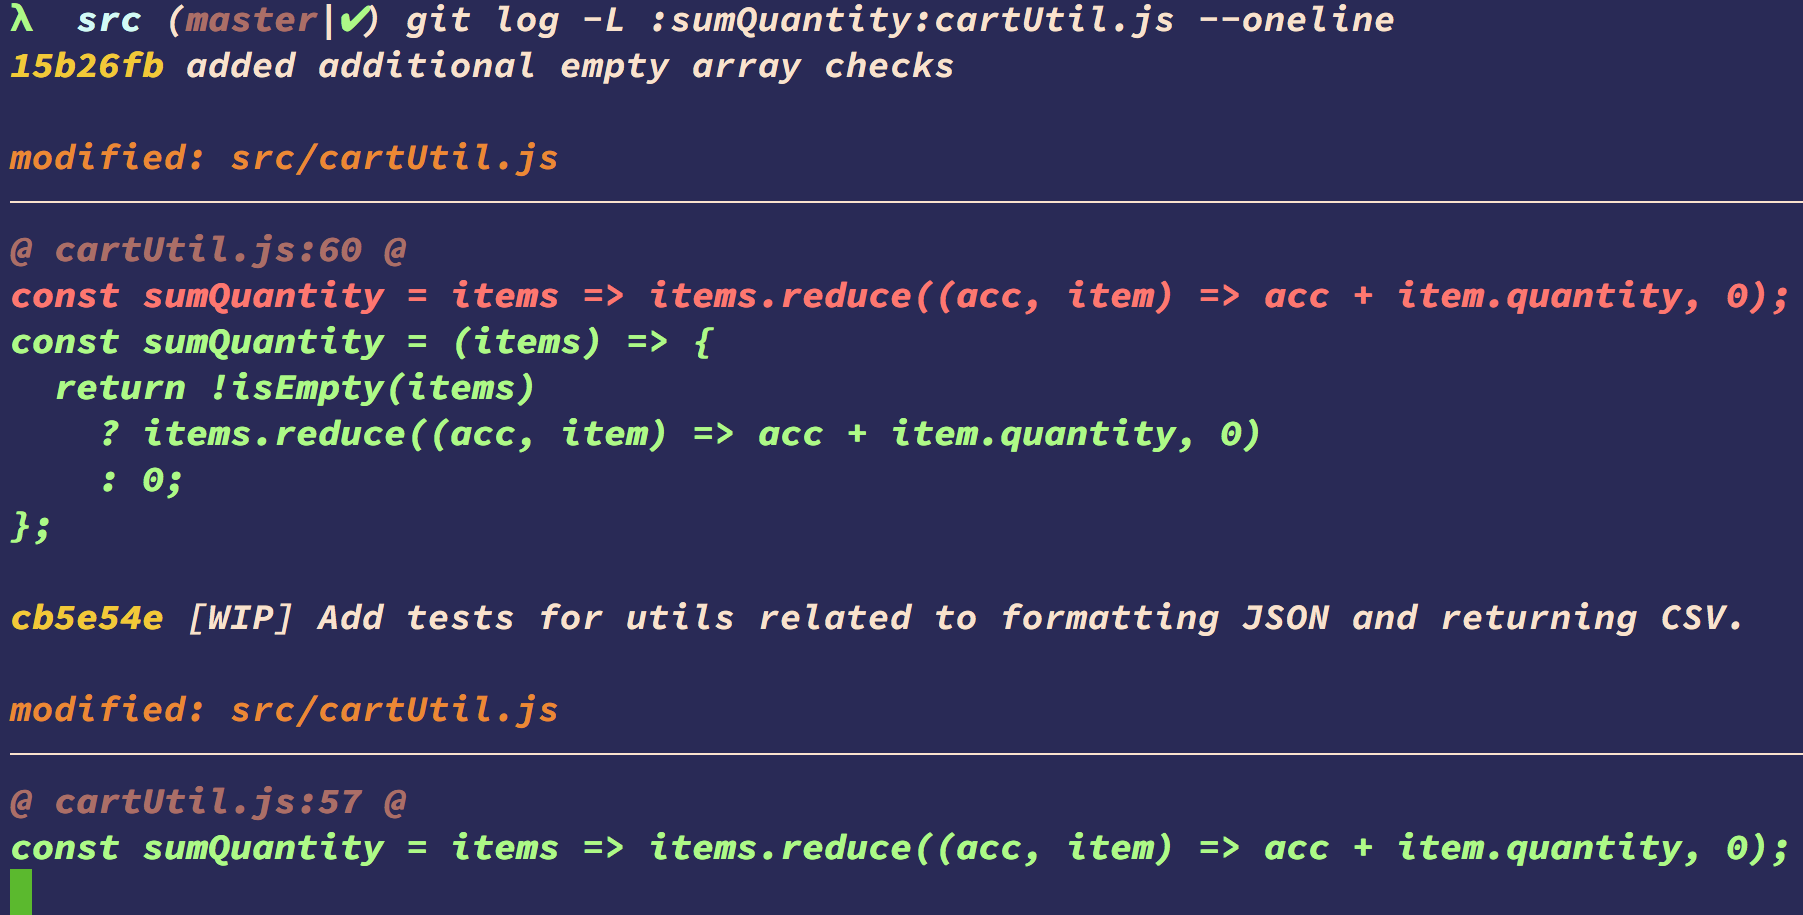 λ  src (master|✔) git log -L :sumQuantity:cartUtil.js --oneline
15b26fb added additional empty array checks
modified: src/cartUtil.js
@ cartUtil.js:60 @
const sumQuantity = items => items.reduce((acc, item) => acc + item.quantity, 0);
const sumQuantity = (items) => {
  return !isEmpty(items)
    ? items.reduce((acc, item) => acc + item.quantity, 0)
    : 0;
};
cb5e54e [WIP] Add tests for utils related to formatting JSON and returning CSV.
modified: src/cartUtil.js
@ cartUtil.js:57 @
const sumQuantity = items => items.reduce((acc, item) => acc + item.quantity, 0);